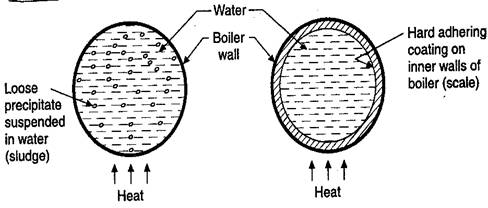 Water
Boiler
wall
Hard adhering
coating on
inner walls of
boiler (scale)
Loose
precipitate
suspended
in water
(sludge)
Heat
Heat